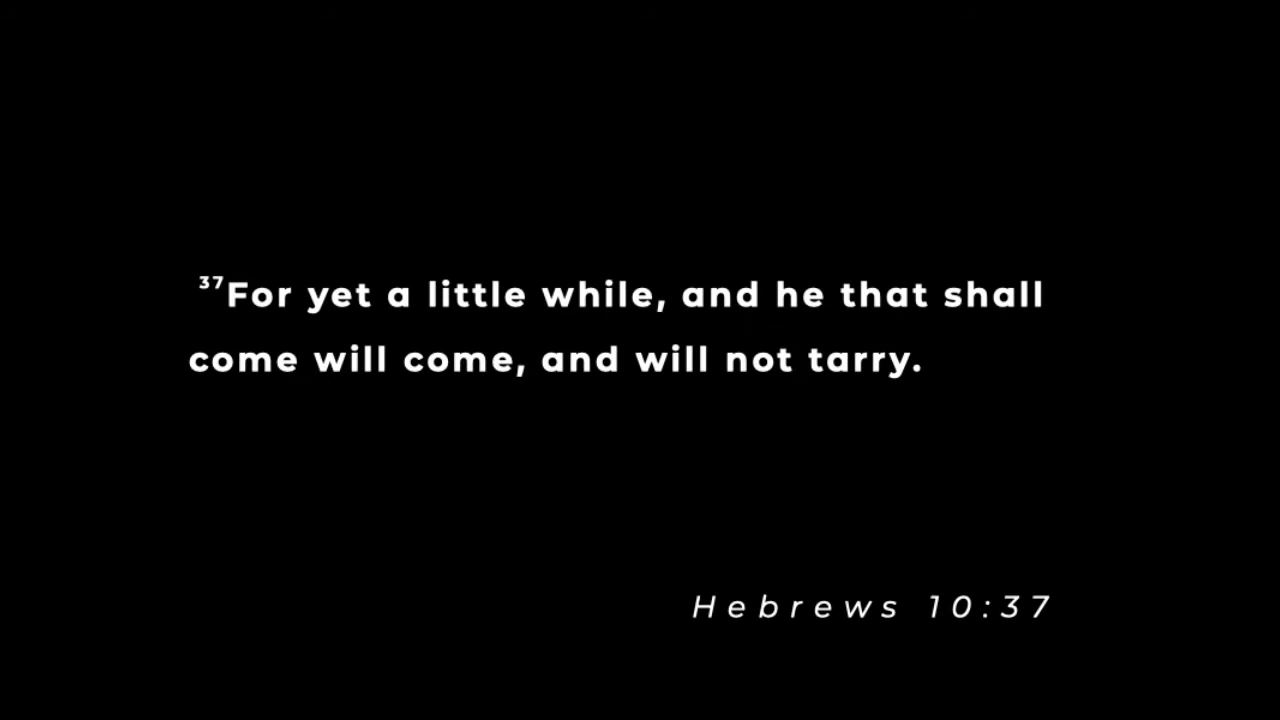 ³⁷For yet a little while, and he that shall
come will come, and will not tarry.
Hebrews 10:37